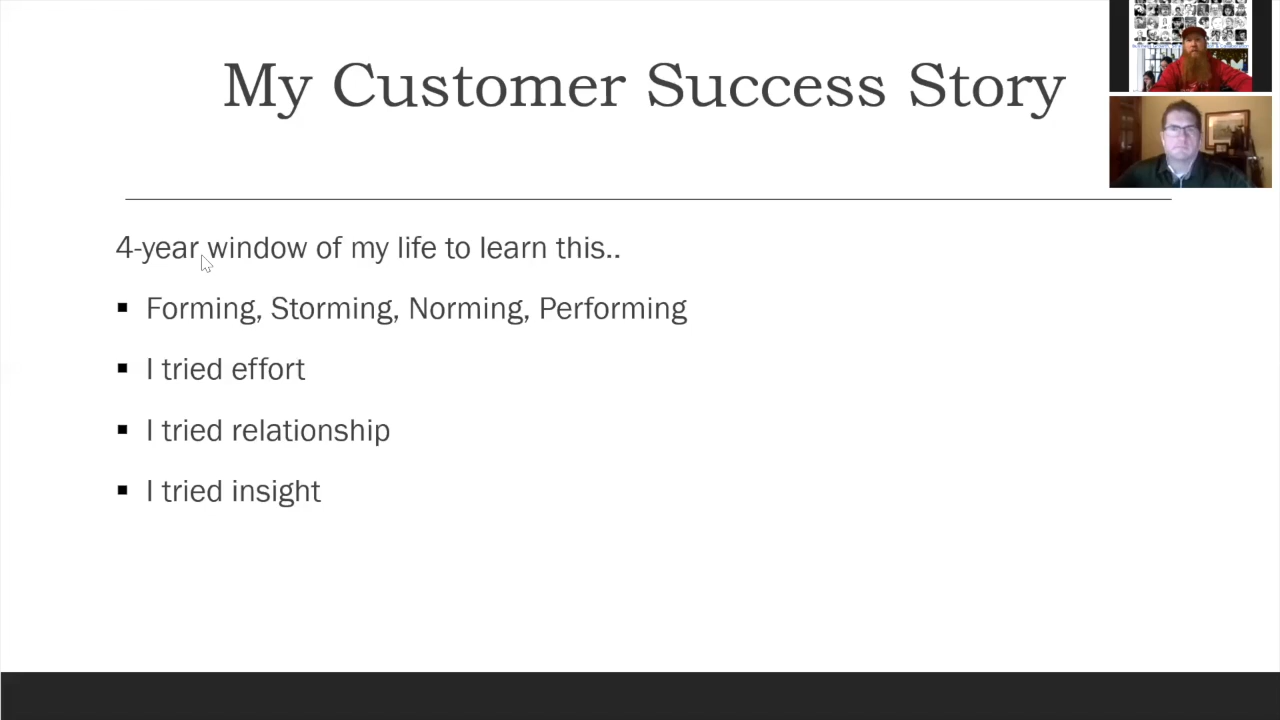 My Customer Success Story
4-year window of my life to learn this..
Forming, Storming, Norming, Performing
I tried effort
I tried relationship
I tried insight